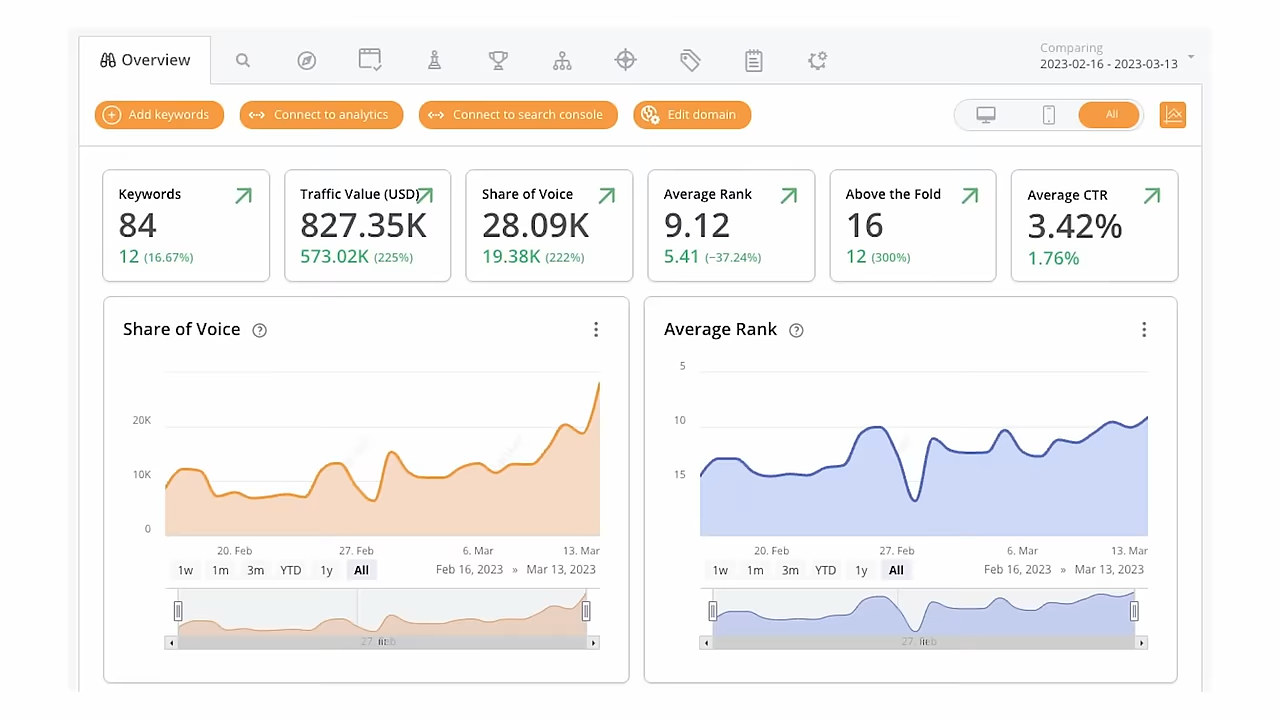 Overview
Comparing
2023-02-16 - 2023-03-13
Add keywords
Connect to analytics
Connect to search console
Edit domain
All
Keywords
84
12 (16.67%)
Traffic Value (USD)
827.35K
573.02K (225%)
Share of Voice
28.09K
19.38K (222%)
Average Rank
9.12
5.41 (−37.24%)
Above the Fold
16
12 (300%)
Average CTR
3.42%
1.76%
Share of Voice ?
20K
10K
0
20. Feb 27. Feb 6. Mar 13. Mar
1w 1m 3m YTD 1y All Feb 16, 2023 » Mar 13, 2023
Average Rank ?
5
10
15
20. Feb 27. Feb 6. Mar 13. Mar
1w 1m 3m YTD 1y All Feb 16, 2023 » Mar 13, 2023